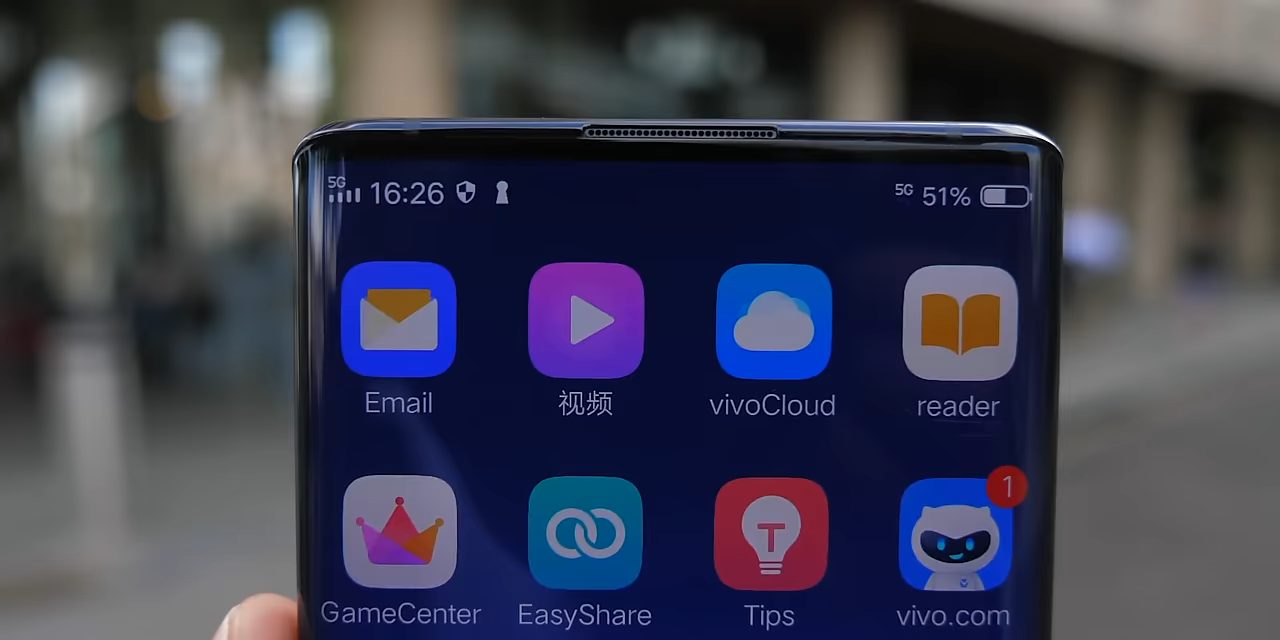 5G 16:26 5G 51%
Email 视频 vivoCloud reader
1
T
GameCenter EasyShare Tips vivo.com